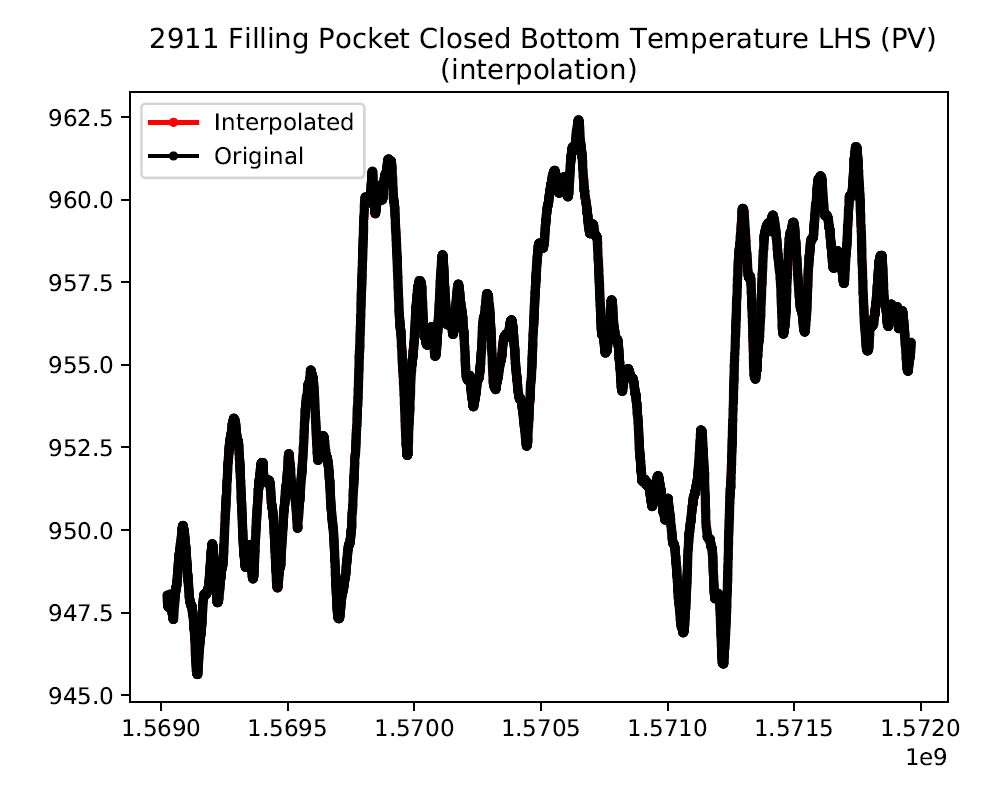 2911 Filling Pocket Closed Bottom Temperature LHS (PV)
(interpolation)
Interpolated
Original
962.5
960.0
957.5
955.0
952.5
950.0
947.5
945.0
1.5690 1.5695 1.5700 1.5705 1.5710 1.5715 1.5720
1e9